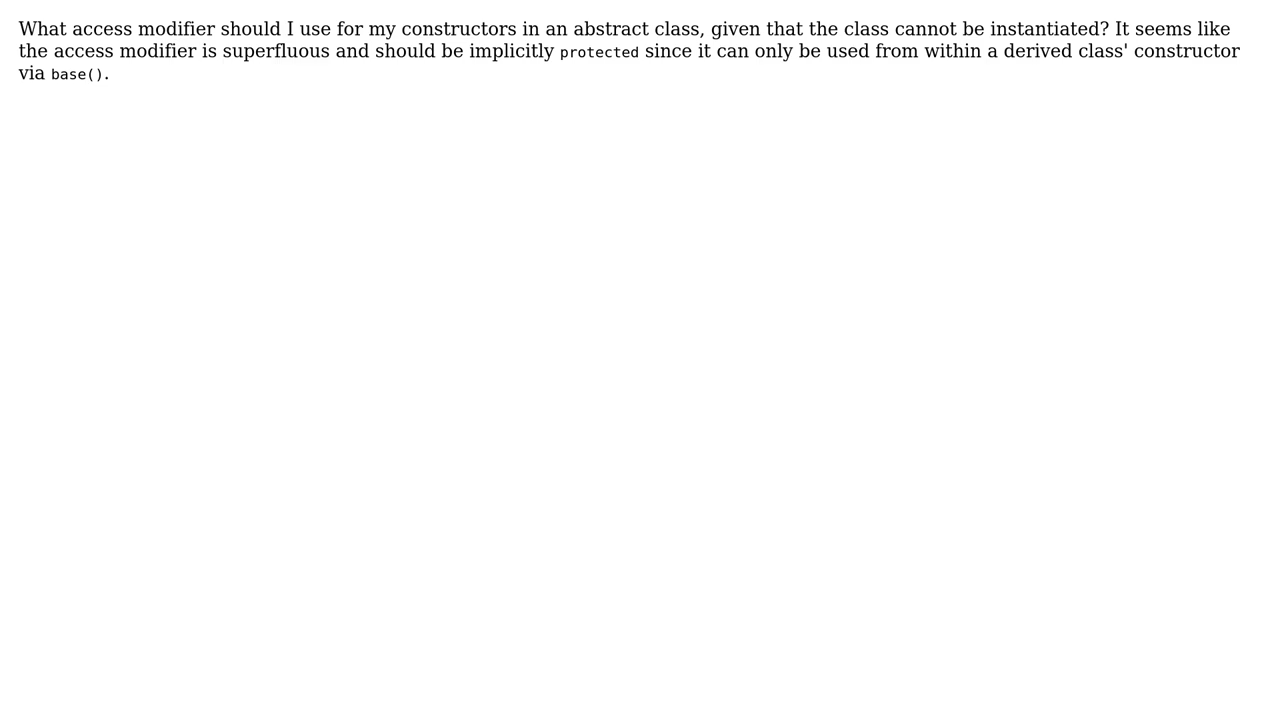 What access modifier should I use for my constructors in an abstract class, given that the class cannot be instantiated? It seems like
the access modifier is superfluous and should be implicitly protected since it can only be used from within a derived class' constructor
via base().